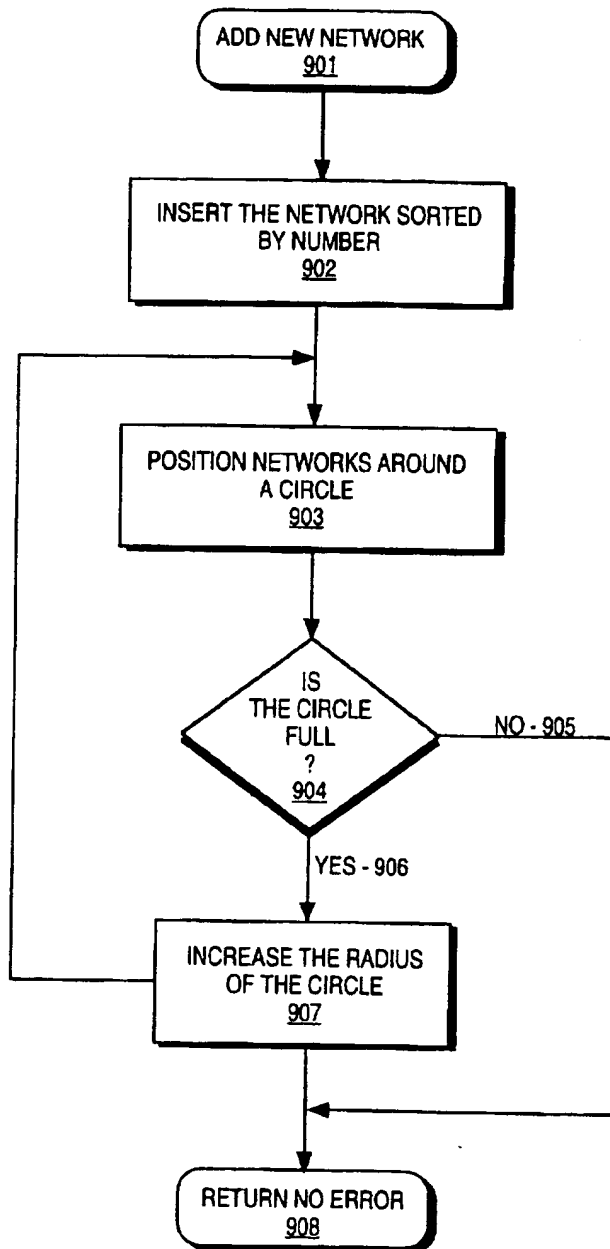 ADD NEW NETWORK
901
INSERT THE NETWORK SORTED
BY NUMBER
902
POSITION NETWORKS AROUND
A CIRCLE
903
IS
THE CIRCLE
FULL
?
904
NO - 905
YES - 906
INCREASE THE RADIUS
OF THE CIRCLE
907
RETURN NO ERROR
908